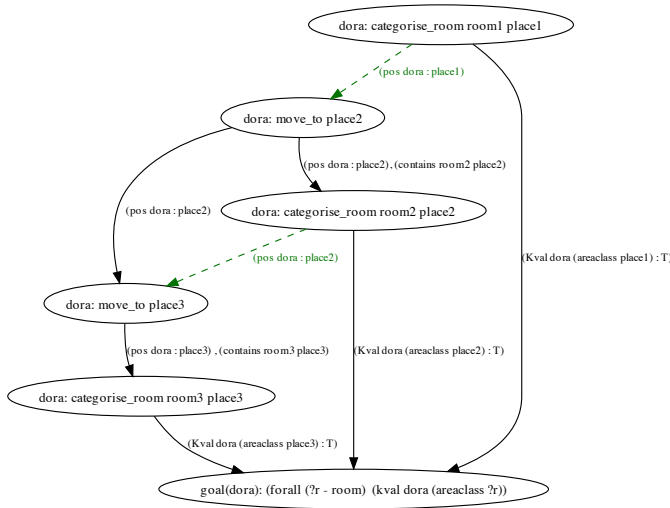 dora: categorise_room room1 place1
(pos dora : place1)
dora: move_to place2
(pos dora : place2) , (contains room2 place2)
(pos dora : place2)
dora: categorise_room room2 place2
(pos dora : place2)
(Kval dora (areaclass place1) : T)
dora: move_to place3
(pos dora : place3) , (contains room3 place3)
(Kval dora (areaclass place2) : T)
dora: categorise_room room3 place3
(Kval dora (areaclass place3) : T)
goal(dora): (forall (?r - room) (kval dora (areaclass ?r))